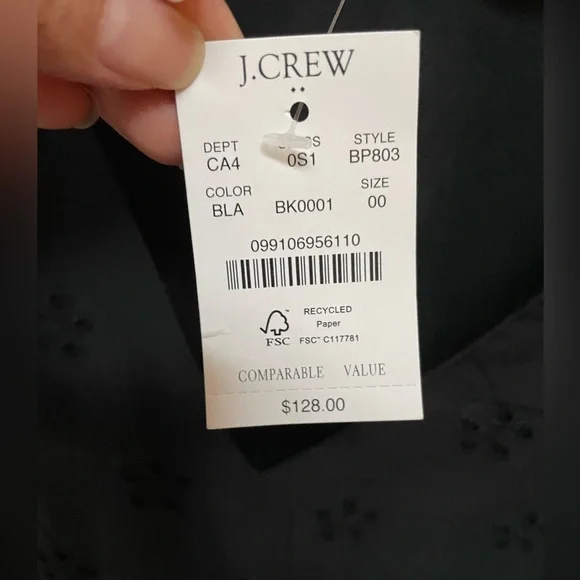 J.CREW
DEPT STYLE
CA4 0S1 BP803
COLOR SIZE
BLA BK0001 00
099106956110
RECYCLED
Paper
FSC FSC™ C117781
COMPARABLE VALUE
$128.00